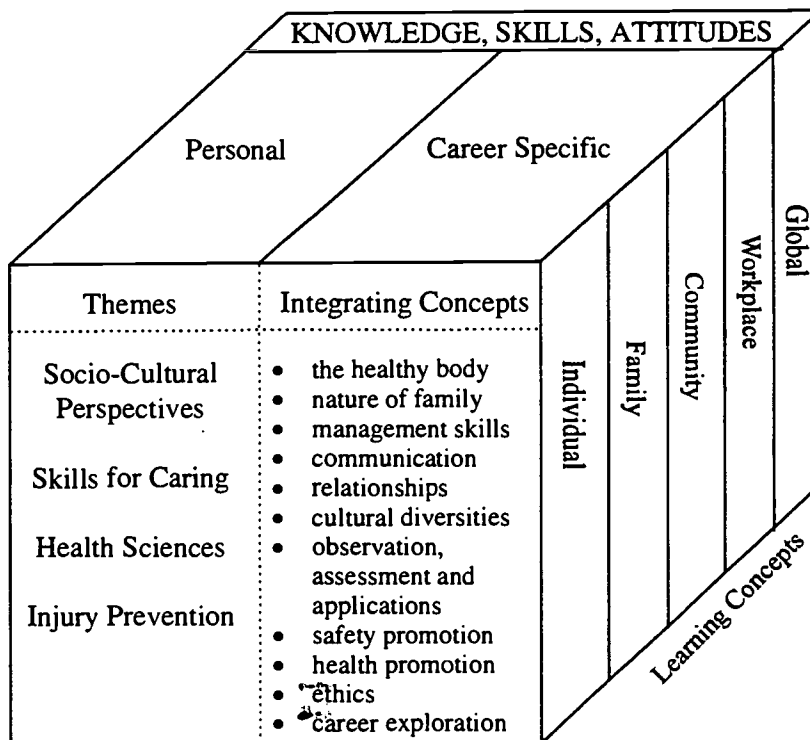 KNOWLEDGE, SKILLS, ATTITUDES
Personal
Career Specific
Themes
Integrating Concepts
Socio-Cultural
Perspectives
Skills for Caring
Health Sciences
Injury Prevention
• the healthy body
• nature of family
• management skills
• communication
• relationships
• cultural diversities
• observation,
assessment and
applications
• safety promotion
• health promotion
• ethics
• career exploration
Individual
Family
Community
Workplace
Global
Learning Concepts